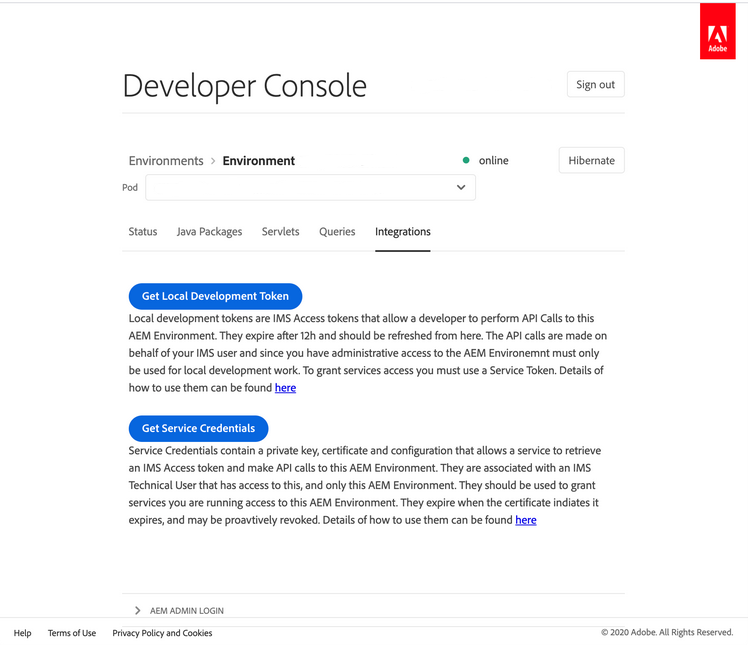 Adobe
Developer Console
Sign out
Environments > Environment
online
Hibernate
Pod
Status
Java Packages
Servlets
Queries
Integrations
Get Local Development Token
Local development tokens are IMS Access tokens that allow a developer to perform API Calls to this
AEM Environment. They expire after 12h and should be refreshed from here. The API calls are made on
behalf of your IMS user and since you have administrative access to the AEM Environemnt must only
be used for local development work. To grant services access you must use a Service Token. Details of
how to use them can be found here
Get Service Credentials
Service Credentials contain a private key, certificate and configuration that allows a service to retrieve
an IMS Access token and make API calls to this AEM Environment. They are associated with an IMS
Technical User that has access to this, and only this AEM Environment. They should be used to grant
services you are running access to this AEM Environment. They expire when the certificate indiates it
expires, and may be proavtively revoked. Details of how to use them can be found here
AEM ADMIN LOGIN
Help
Terms of Use
Privacy Policy and Cookies
© 2020 Adobe. All Rights Reserved.